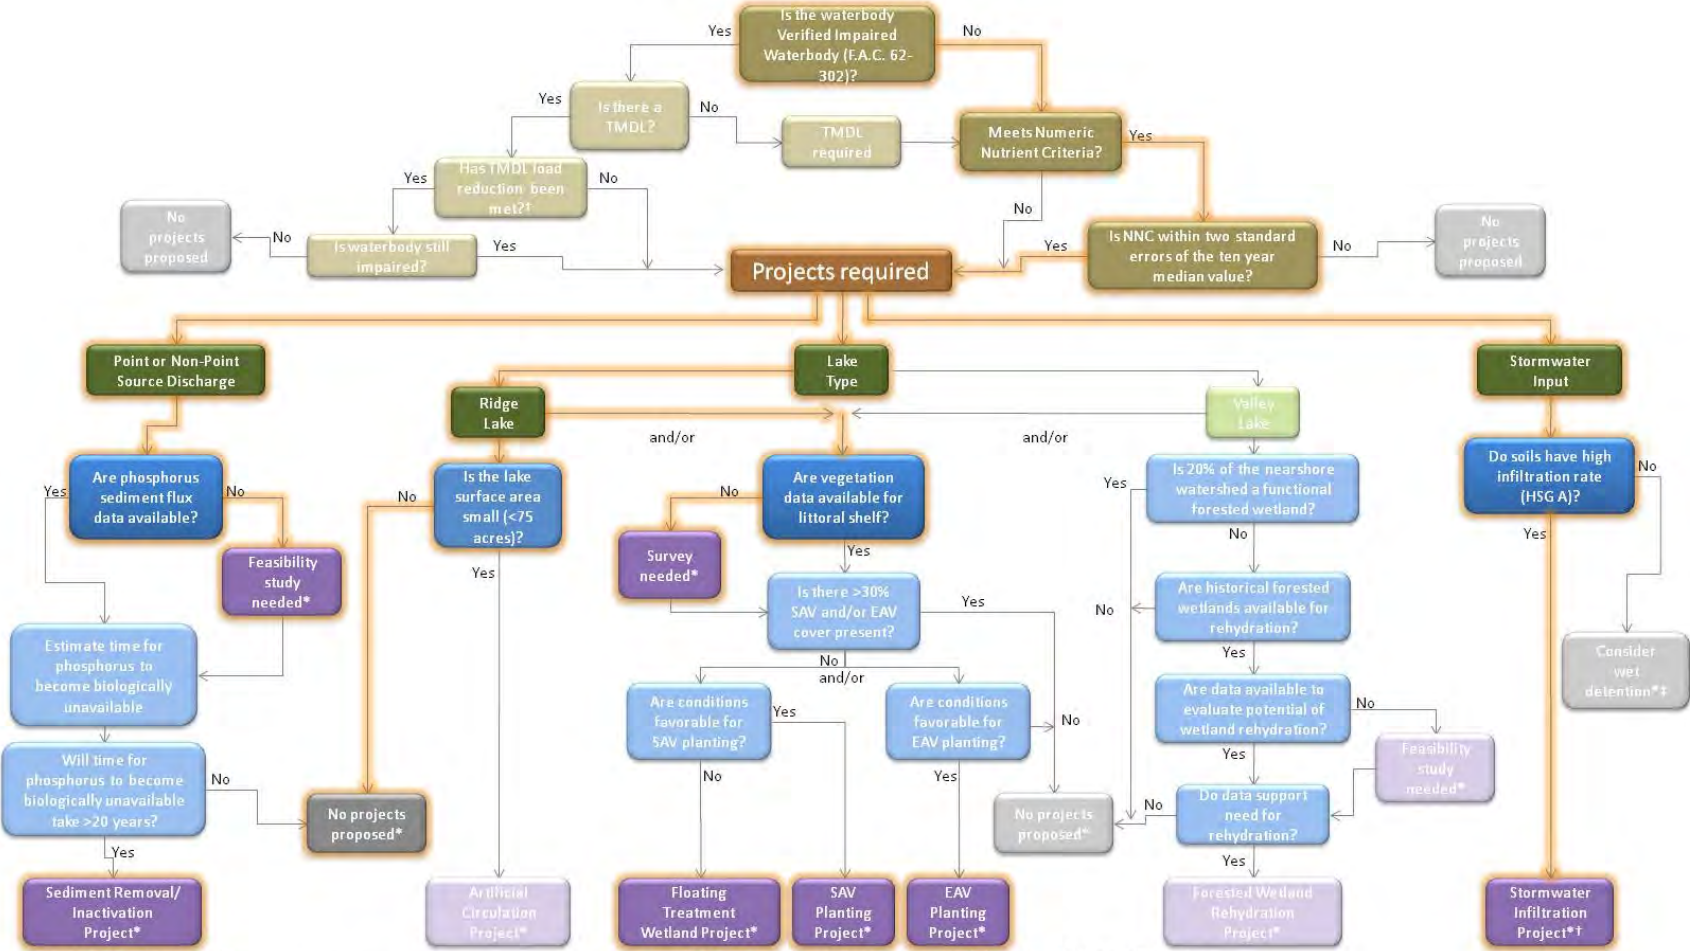 Is the waterbody
Verified Impaired
Waterbody (F.A.C. 62-
302)?
Yes
No
Is there a
TMDL?
Yes
No
TMDL
required
Meets Numeric
Nutrient Criteria?
Yes
No
Has TMDL load
reduction been
met?†
Yes
No
No
projects
proposed
No
Is waterbody still
impaired?
Yes
Projects required
Yes
Is NNC within two standard
errors of the ten year
median value?
No
No
projects
proposed
Point or Non-Point
Source Discharge
Lake
Type
Stormwater
Input
Ridge
Lake
and/or
and/or
Valley
Lake
Are phosphorus
sediment flux
data available?
Yes
No
Feasibility
study
needed*
Estimate time for
phosphorus to
become biologically
unavailable
Will time for
phosphorus to become
biologically unavailable
take >20 years?
No
Yes
Sediment Removal/
Inactivation
Project*
Is the lake
surface area
small (<75
acres)?
No
Yes
No projects
proposed*
Artificial
Circulation
Project*
Are vegetation
data available for
littoral shelf?
No
Yes
Survey
needed*
Is there >30%
SAV and/or EAV
cover present?
Yes
No
and/or
Are conditions
favorable for
SAV planting?
Yes
No
Are conditions
favorable for
EAV planting?
No
Yes
Floating
Treatment
Wetland Project*
SAV
Planting
Project*
EAV
Planting
Project*
No projects
proposed*
Is 20% of the nearshore
watershed a functional
forested wetland?
Yes
No
Are historical forested
wetlands available for
rehydration?
No
Yes
Are data available to
evaluate potential of
wetland rehydration?
No
Yes
Feasibility
study
needed*
Do data support
need for
rehydration?
No
Yes
Forested Wetland
Rehydration
Project*
Do soils have high
infiltration rate
(HSG A)?
No
Yes
Consider
wet
detention*‡
Stormwater
Infiltration
Project*†